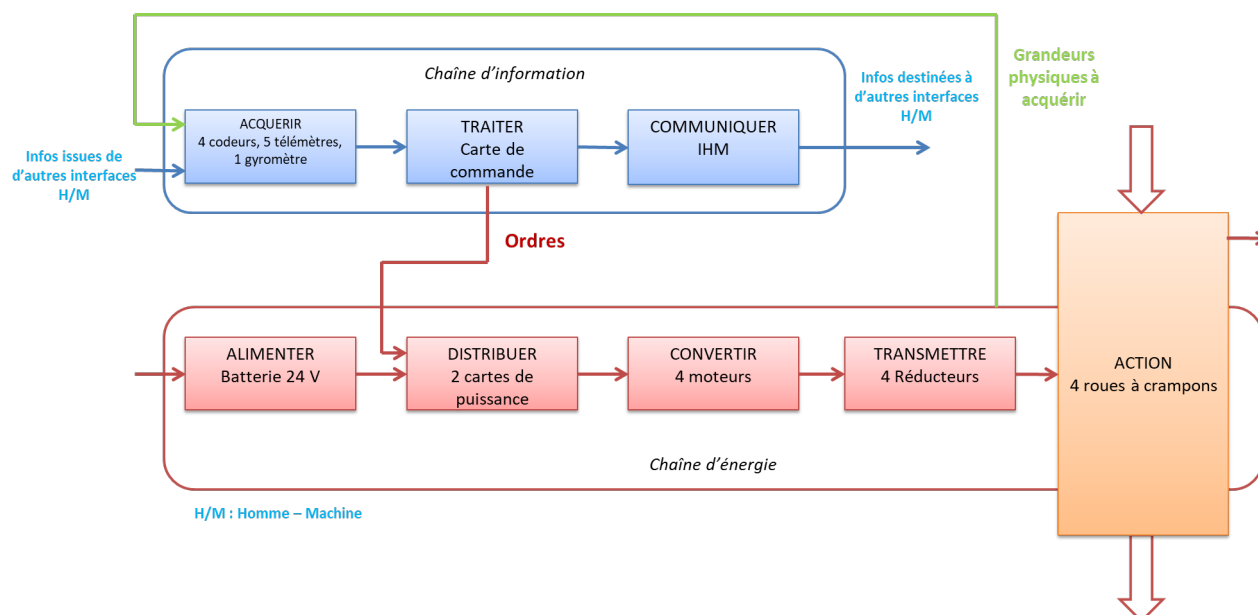 Chaîne d'information
Grandeurs
physiques à
acquérir
Infos destinées à
d'autres interfaces
H/M
ACQUERIR
4 codeurs, 5 télémètres,
1 gyromètre
TRAITER
Carte de
commande
COMMUNIQUER
IHM
Infos issues de
d'autres interfaces
H/M
Ordres
ALIMENTER
Batterie 24 V
DISTRIBUER
2 cartes de
puissance
CONVERTIR
4 moteurs
TRANSMETTRE
4 Réducteurs
ACTION
4 roues à crampons
Chaîne d'énergie
H/M : Homme – Machine